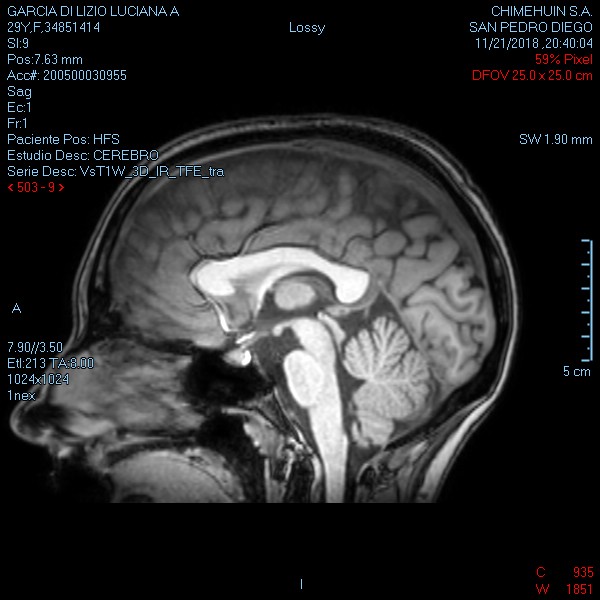 GARCIA DI LIZIO LUCIANA A
29Y,F,34851414
Sl:9
Pos:7.63 mm
Acc#: 200500030955
Sag
Ec:1
Fr:1
Paciente Pos: HFS
Estudio Desc: CEREBRO
Serie Desc: VsT1W_3D_IR_TFE_tra
< 503 - 9 >
Lossy
CHIMEHUIN S.A.
SAN PEDRO DIEGO
11/21/2018 ,20:40:04
59% Pixel
DFOV 25.0 x 25.0 cm
SW 1.90 mm
A
7.90//3.50
Etl:213 TA:8.00
1024x1024
1nex
5 cm
I
C 935
W 1851